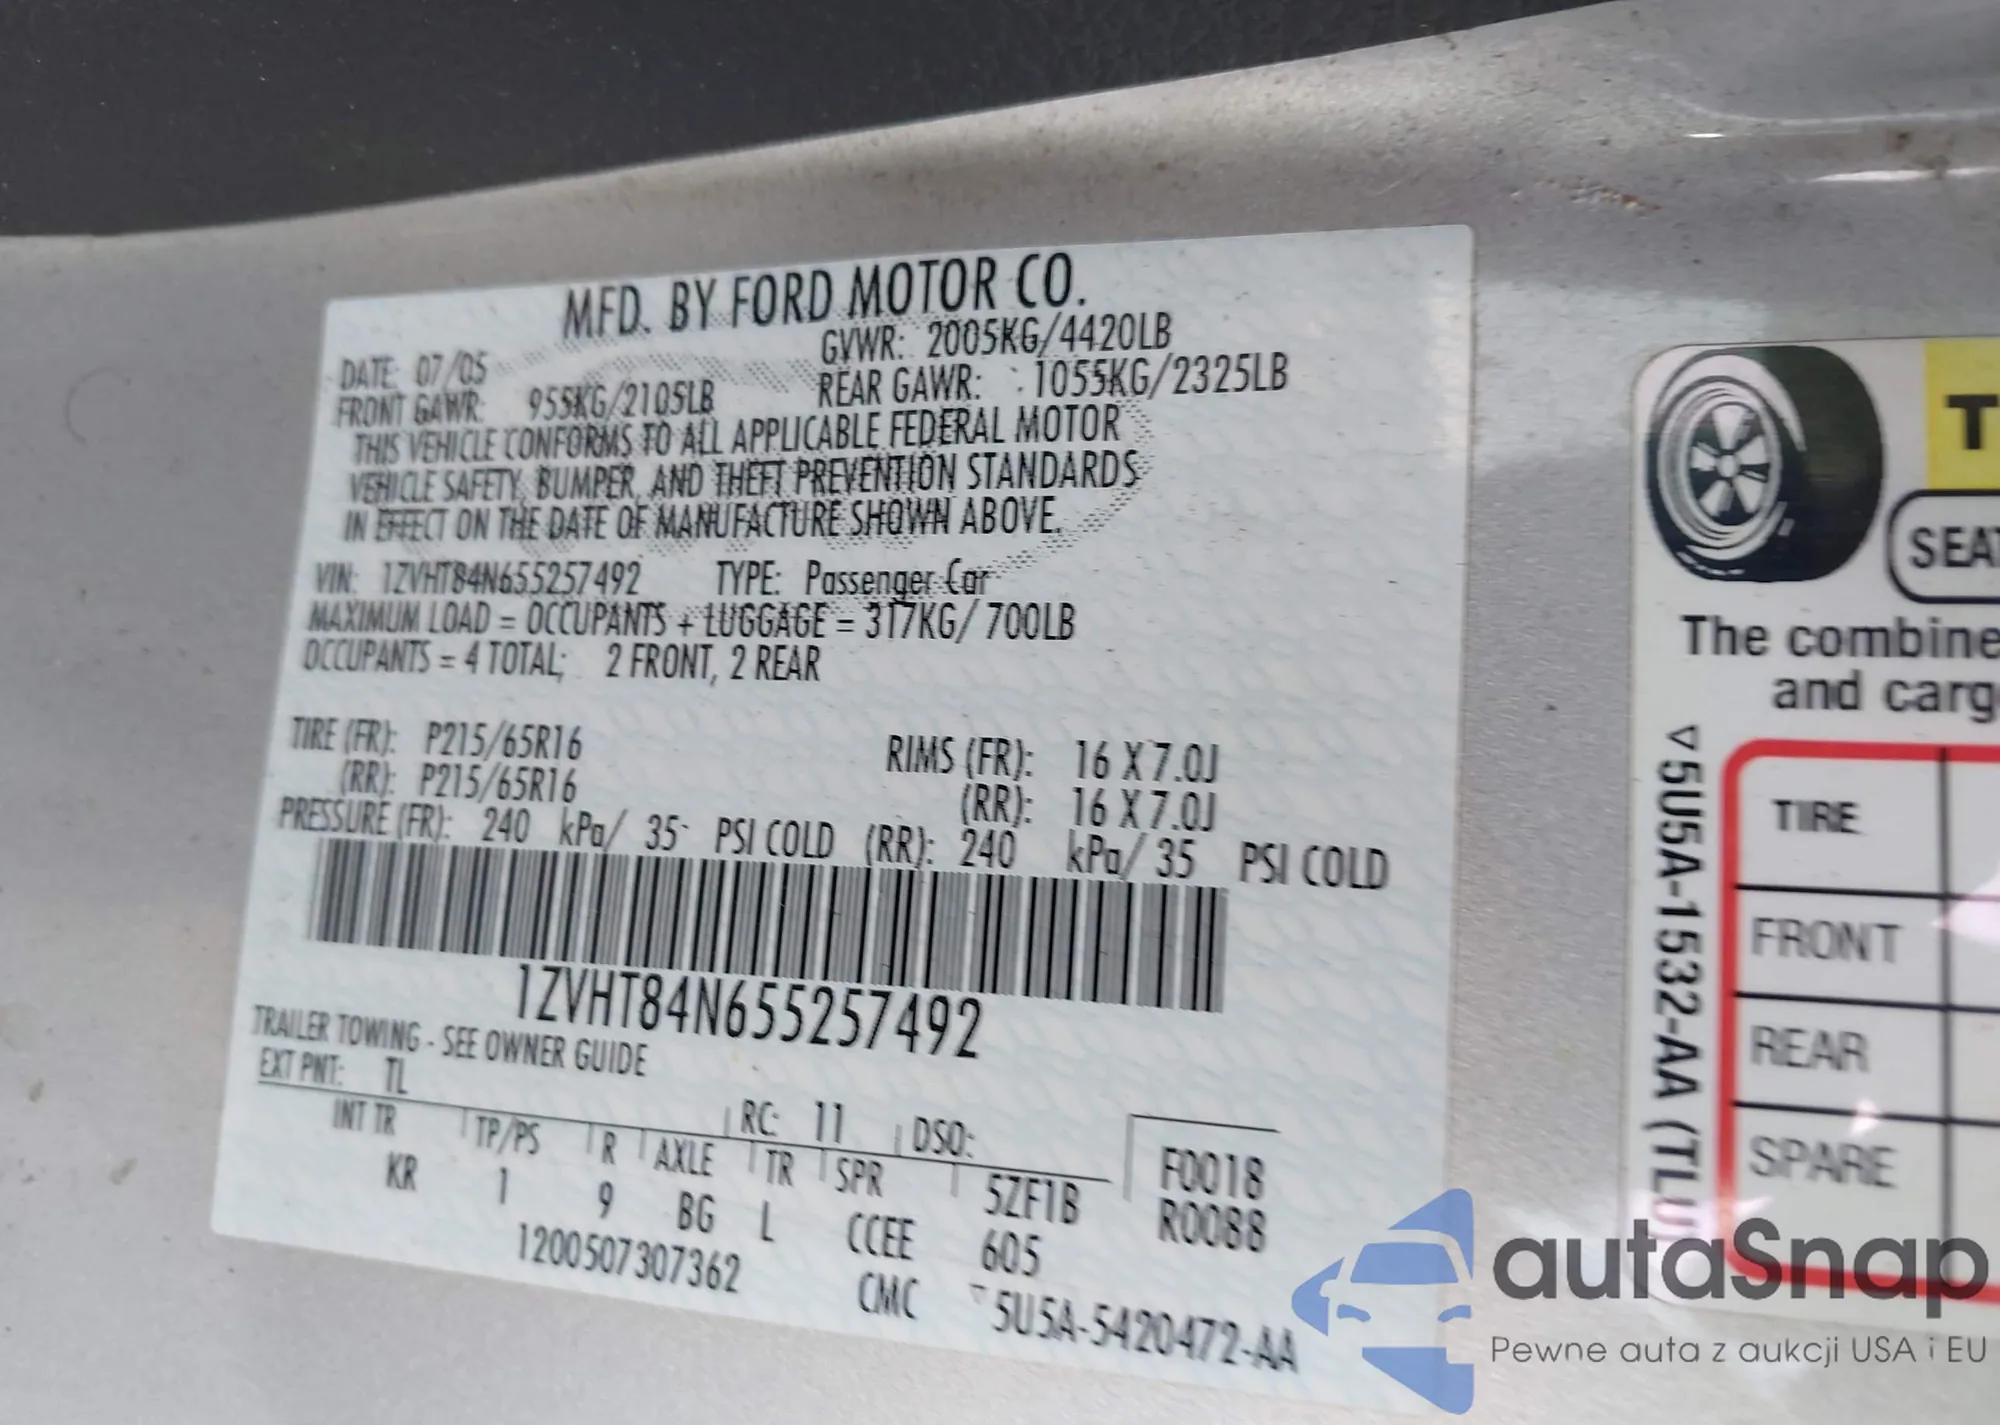 MFD. BY FORD MOTOR CO.
DATE: 07/05
GVWR: 2005KG/4420LB
FRONT GAWR: 955KG/2105LB
REAR GAWR: 1055KG/2325LB
THIS VEHICLE CONFORMS TO ALL APPLICABLE FEDERAL MOTOR
VEHICLE SAFETY, BUMPER, AND THEFT PREVENTION STANDARDS
IN EFFECT ON THE DATE OF MANUFACTURE SHOWN ABOVE.
VIN: 1ZVHT84N655257492 TYPE: Passenger Car
MAXIMUM LOAD = OCCUPANTS + LUGGAGE = 317KG/ 700LB
OCCUPANTS = 4 TOTAL; 2 FRONT, 2 REAR
TIRE (FR): P215/65R16 RIMS (FR): 16 X 7.0J
(RR): P215/65R16 (RR): 16 X 7.0J
PRESSURE (FR): 240 kPa/ 35 PSI COLD (RR): 240 kPa/ 35 PSI COLD
1ZVHT84N655257492
TRAILER TOWING - SEE OWNER GUIDE
EXT PNT: TL RC: 11 DSO:
INT TR TP/PS R AXLE TR SPR 5ZF1B F0018
KR 1 9 BG L CCEE 605 R0088
1200507307362 CMC ▽5U5A-5420472-AA
T
SEAT
The combine
and carg
▽5U5A-1532-AA (TLU
TIRE
FRONT
REAR
SPARE
autaSnap
Pewne auta z aukcji USA i EU